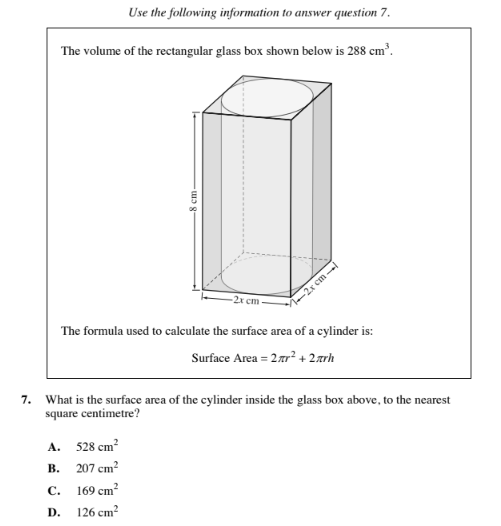 Use the following information to answer question 7.
The volume of the rectangular glass box shown below is 288 cm³.
8 cm
2x cm
2x cm
The formula used to calculate the surface area of a cylinder is:
Surface Area = 2πr² + 2πrh
7. What is the surface area of the cylinder inside the glass box above, to the nearest
square centimetre?
A. 528 cm²
B. 207 cm²
C. 169 cm²
D. 126 cm²